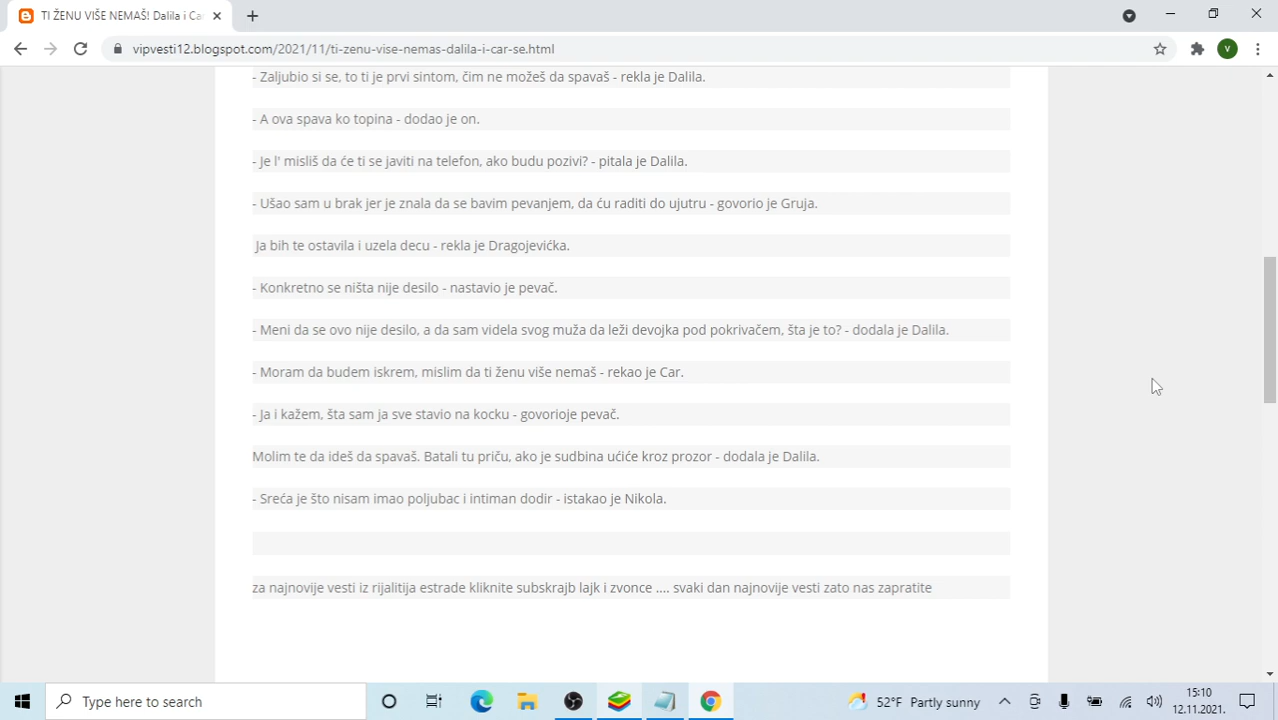 TI ŽENU VIŠE NEMAŠ! Dalila i Ca
vipvesti12.blogspot.com/2021/11/ti-zenu-vise-nemas-dalila-i-car-se.html
V
- Zaljubio si se, to ti je prvi sintom, čim ne možeš da spavaš - rekla je Dalila.
- A ova spava ko topina - dodao je on.
- Je l' misliš da će ti se javiti na telefon, ako budu pozivi? - pitala je Dalila.
- Ušao sam u brak jer je znala da se bavim pevanjem, da ću raditi do ujutru - govorio je Gruja.
Ja bih te ostavila i uzela decu - rekla je Dragojevićka.
- Konkretno se ništa nije desilo - nastavio je pevač.
- Meni da se ovo nije desilo, a da sam videla svog muža da leži devojka pod pokrivačem, šta je to? - dodala je Dalila.
- Moram da budem iskrem, mislim da ti ženu više nemaš - rekao je Car.
- Ja i kažem, šta sam ja sve stavio na kocku - govorioje pevač.
Molim te da ideš da spavaš. Batali tu priču, ako je sudbina ućiće kroz prozor - dodala je Dalila.
- Sreća je što nisam imao poljubac i intiman dodir - istakao je Nikola.
za najnovije vesti iz rijalitija estrade kliknite subskrajb lajk i zvonce .... svaki dan najnovije vesti zato nas zapratite
Type here to search
52°F Partly sunny
15:10
12.11.2021.